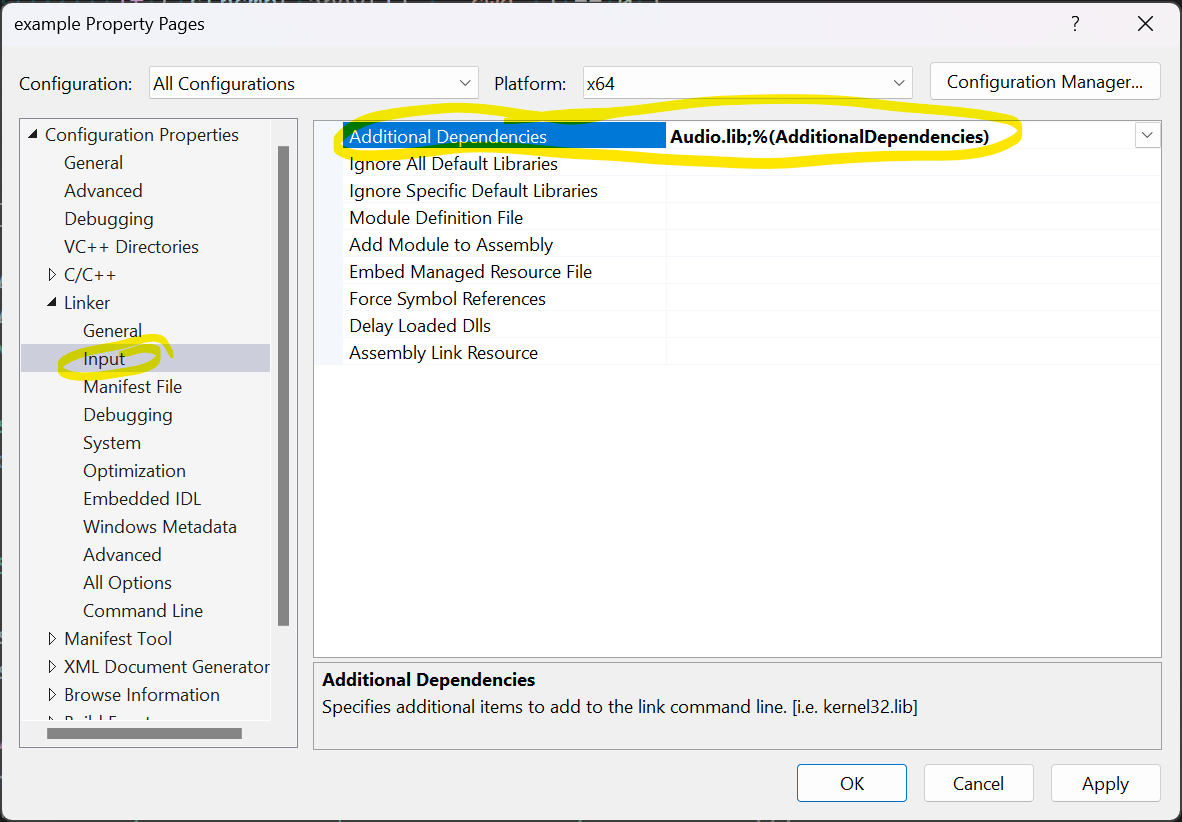 example Property Pages
?
Configuration: All Configurations Platform: x64 Configuration Manager...
Configuration Properties
General
Advanced
Debugging
VC++ Directories
C/C++
Linker
General
Input
Manifest File
Debugging
System
Optimization
Embedded IDL
Windows Metadata
Advanced
All Options
Command Line
Manifest Tool
XML Document Generator
Browse Information
Additional Dependencies Audio.lib;%(AdditionalDependencies)
Ignore All Default Libraries
Ignore Specific Default Libraries
Module Definition File
Add Module to Assembly
Embed Managed Resource File
Force Symbol References
Delay Loaded Dlls
Assembly Link Resource
Additional Dependencies
Specifies additional items to add to the link command line. [i.e. kernel32.lib]
OK Cancel Apply